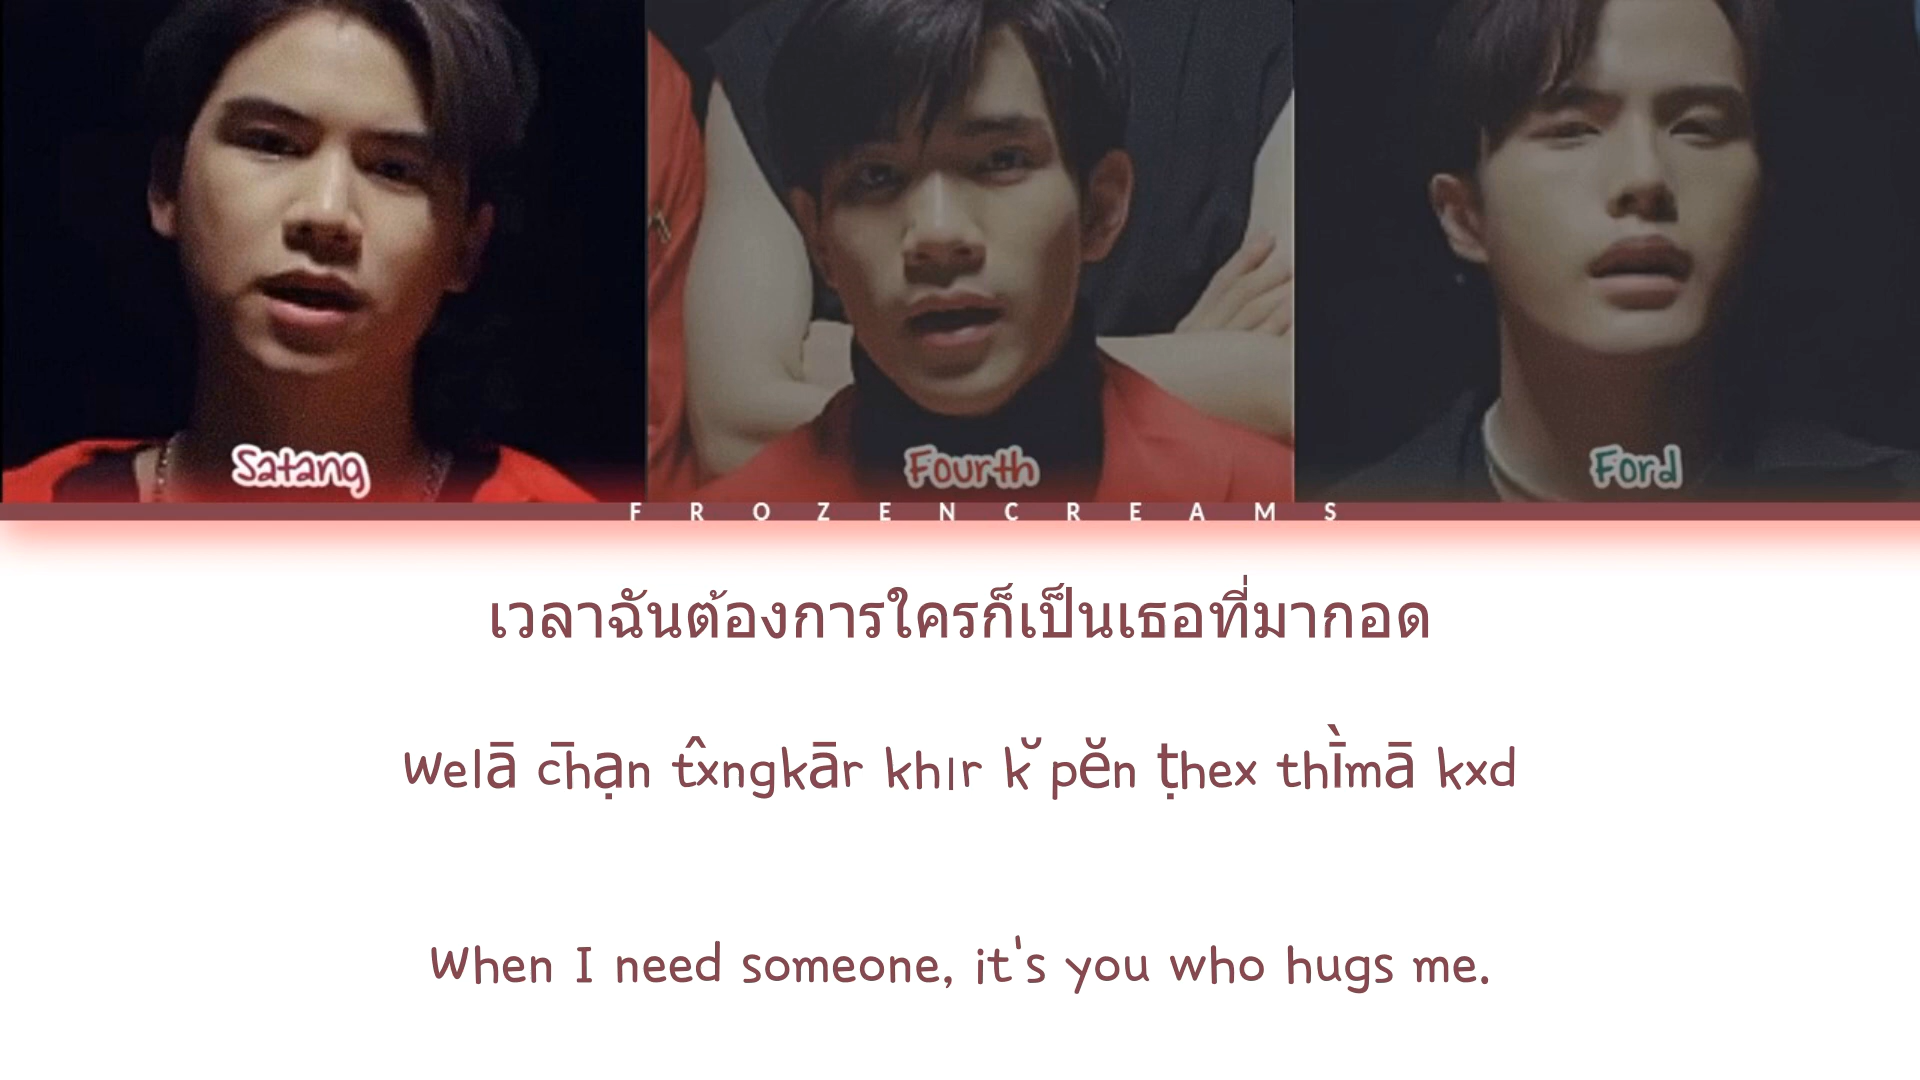 Satang
Fourth
Ford
FROZENCREAMS
เวลาฉันต้องการใครก็เป็นเธอที่มากอด
Welā c̄hạn t̂xngkār khır k̆ pĕn ṭhex thī̀mā kxd
When I need someone, it's you who hugs me.